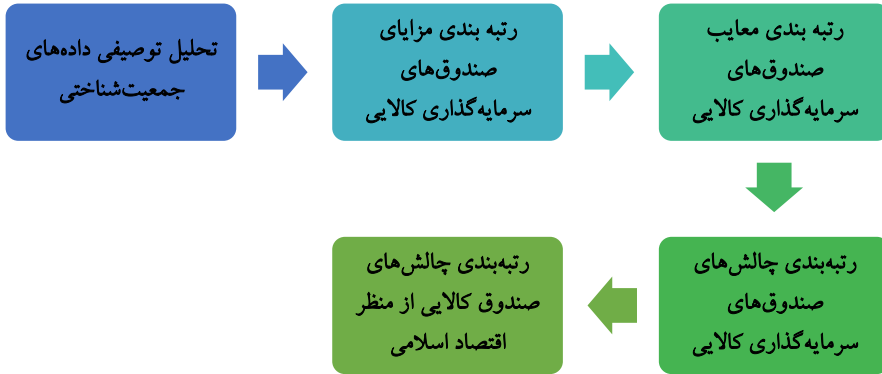 تحلیل توصیفی داده‌های
جمعیت‌شناختی
رتبه بندی مزایای
صندوق‌های
سرمایه‌گذاری کالایی
رتبه بندی معایب
صندوق‌های
سرمایه‌گذاری کالایی
رتبه‌بندی چالش‌های
صندوق‌های
سرمایه‌گذاری کالایی
رتبه‌بندی چالش‌های
صندوق کالایی از منظر
اقتصاد اسلامی